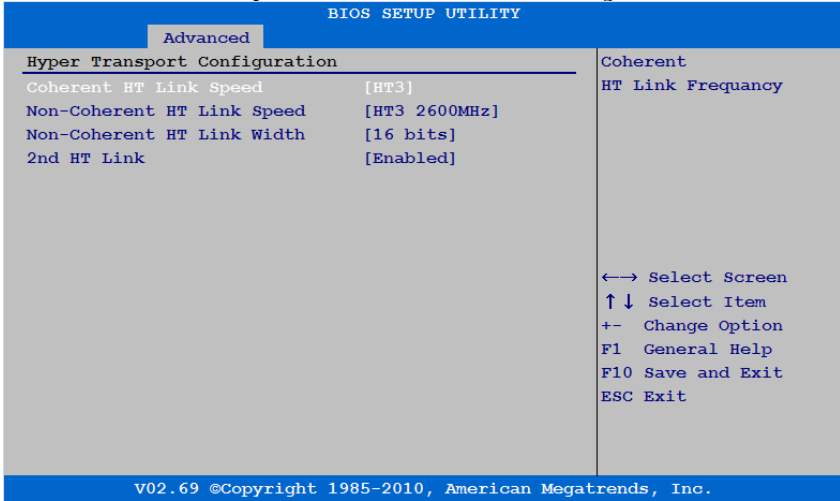 BIOS SETUP UTILITY
Advanced
Hyper Transport Configuration
Coherent HT Link Speed [HT3]
Non-Coherent HT Link Speed [HT3 2600MHz]
Non-Coherent HT Link Width [16 bits]
2nd HT Link [Enabled]
Coherent
HT Link Frequancy
←→ Select Screen
↑↓ Select Item
+- Change Option
F1 General Help
F10 Save and Exit
ESC Exit
V02.69 ©Copyright 1985-2010, American Megatrends, Inc.